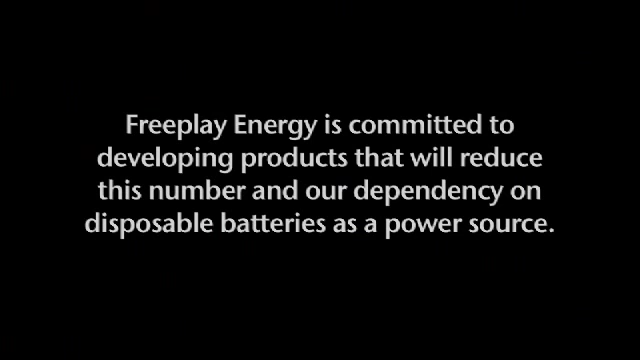 Freeplay Energy is committed to
developing products that will reduce
this number and our dependency on
disposable batteries as a power source.